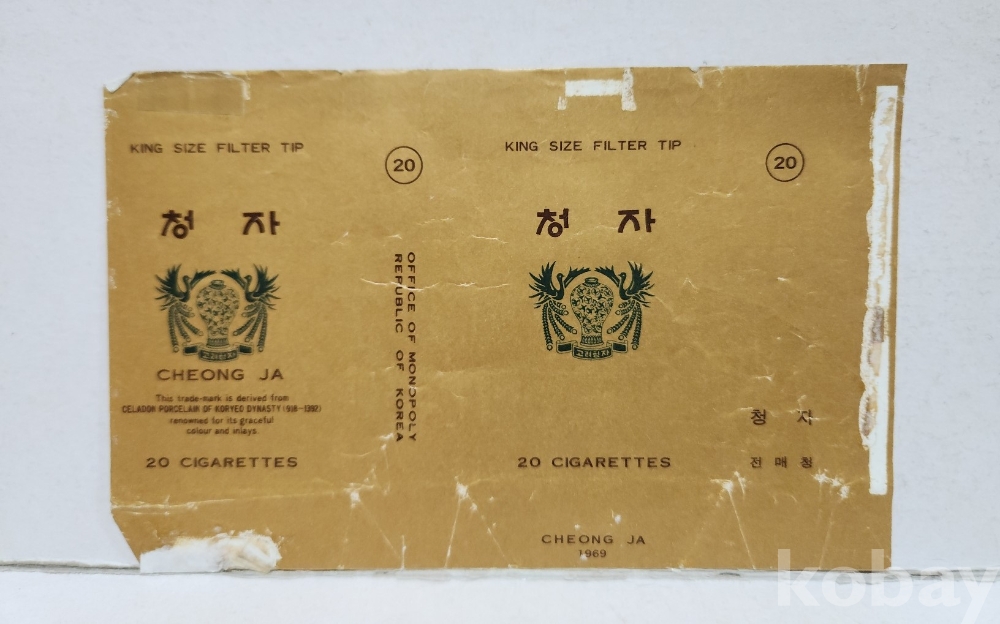 KING SIZE FILTER TIP
청 자
고려청자
CHEONG JA
This trade-mark is derived from
CELADON PORCELAIN OF KORYEO DYNASTY (918-1392)
renowned for its graceful
colour and inlays.
20 CIGARETTES
20
OFFICE OF MONOPOLY
REPUBLIC OF KOREA
KING SIZE FILTER TIP
청 자
고려청자
20 CIGARETTES
CHEONG JA
1969
20
청 자
전매청
kobay